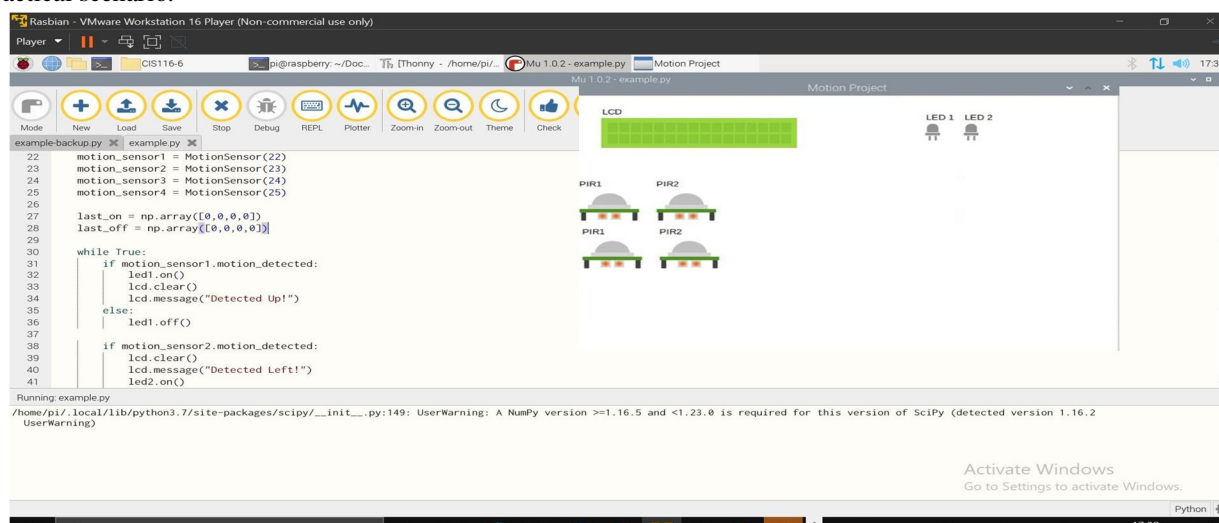 actical scenario.
Rasbian - VMware Workstation 16 Player (Non-commercial use only)
Player
CIS116-6
pi@raspberry: ~/Doc...
[Thonny - /home/pi/...
Mu 1.0.2 - example.py
Motion Project
17:3
Mu 1.0.2 - example.py
Mode
New
Load
Save
Stop
Debug
REPL
Plotter
Zoom-in
Zoom-out
Theme
Check
example-backup.py
example.py
22 motion_sensor1 = MotionSensor(22)
23 motion_sensor2 = MotionSensor(23)
24 motion_sensor3 = MotionSensor(24)
25 motion_sensor4 = MotionSensor(25)
26
27 last_on = np.array([0,0,0,0])
28 last_off = np.array([0,0,0,0])
29
30 while True:
31 if motion_sensor1.motion_detected:
32 led1.on()
33 lcd.clear()
34 lcd.message("Detected Up!")
35 else:
36 led1.off()
37
38 if motion_sensor2.motion_detected:
39 lcd.clear()
40 lcd.message("Detected Left!")
41 led2.on()
Motion Project
LCD
LED 1 LED 2
PIR1 PIR2
PIR1 PIR2
Running: example.py
/home/pi/.local/lib/python3.7/site-packages/scipy/__init__.py:149: UserWarning: A NumPy version >=1.16.5 and <1.23.0 is required for this version of SciPy (detected version 1.16.2
UserWarning)
Activate Windows
Go to Settings to activate Windows.
Python